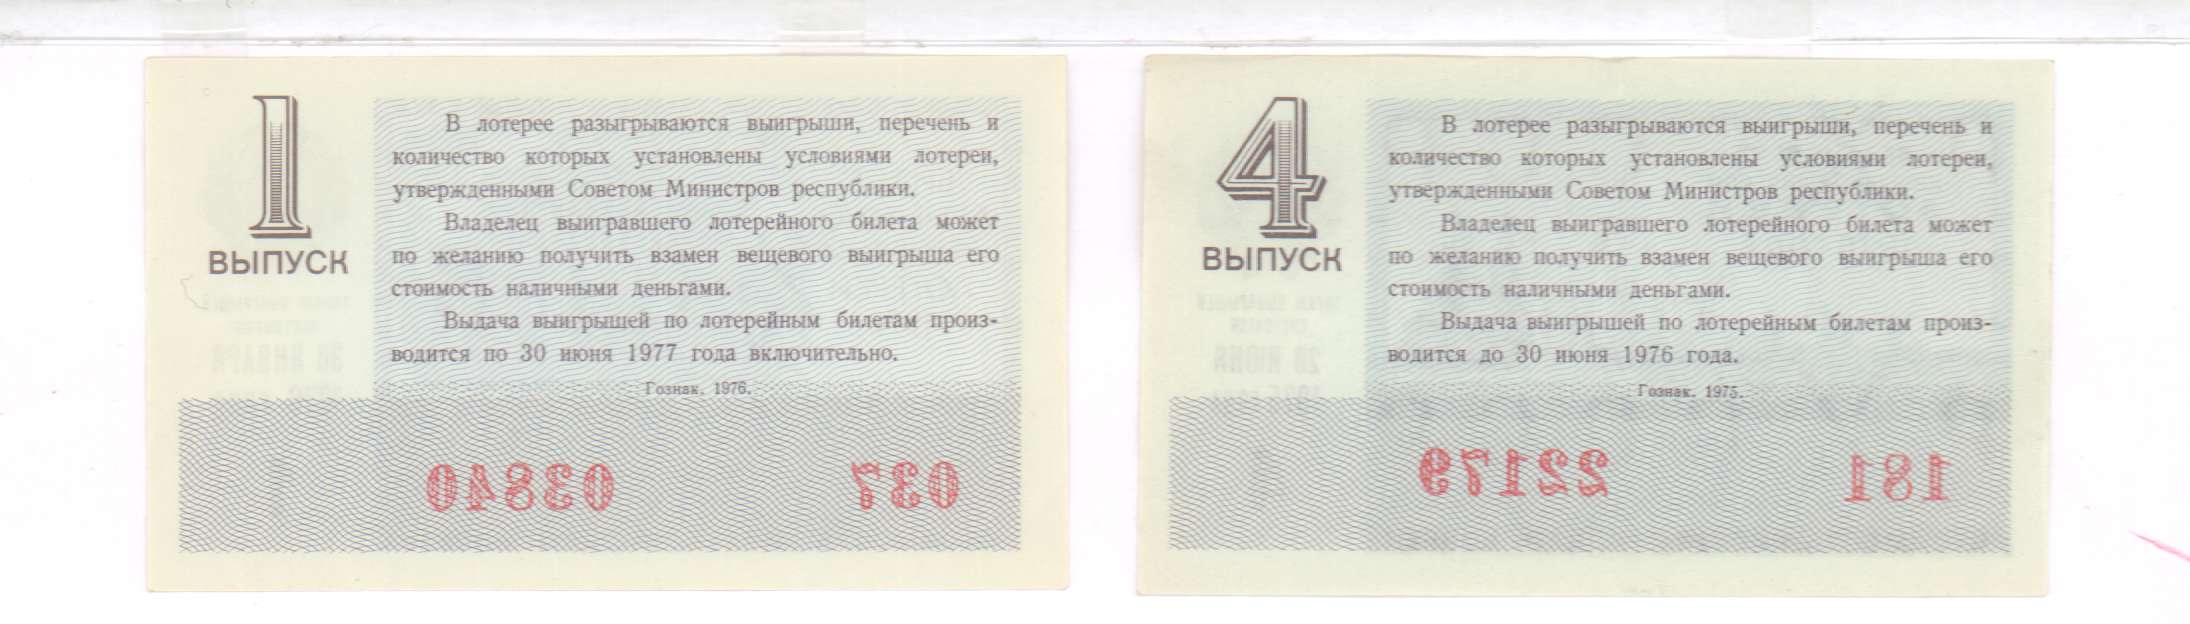 1
ВЫПУСК
В лотерее разыгрываются выигрыши, перечень и
количество которых установлены условиями лотереи,
утвержденными Советом Министров республики.
Владелец выигравшего лотерейного билета может
по желанию получить взамен вещевого выигрыша его
стоимость наличными деньгами.
Выдача выигрышей по лотерейным билетам произ-
водится по 30 июня 1977 года включительно.
Гознак. 1976.
03840 037
4
ВЫПУСК
В лотерее разыгрываются выигрыши, перечень и
количество которых установлены условиями лотереи,
утвержденными Советом Министров республики.
Владелец выигравшего лотерейного билета может
по желанию получить взамен вещевого выигрыша его
стоимость наличными деньгами.
Выдача выигрышей по лотерейным билетам произ-
водится до 30 июня 1976 года.
Гознак. 1975.
22179 181